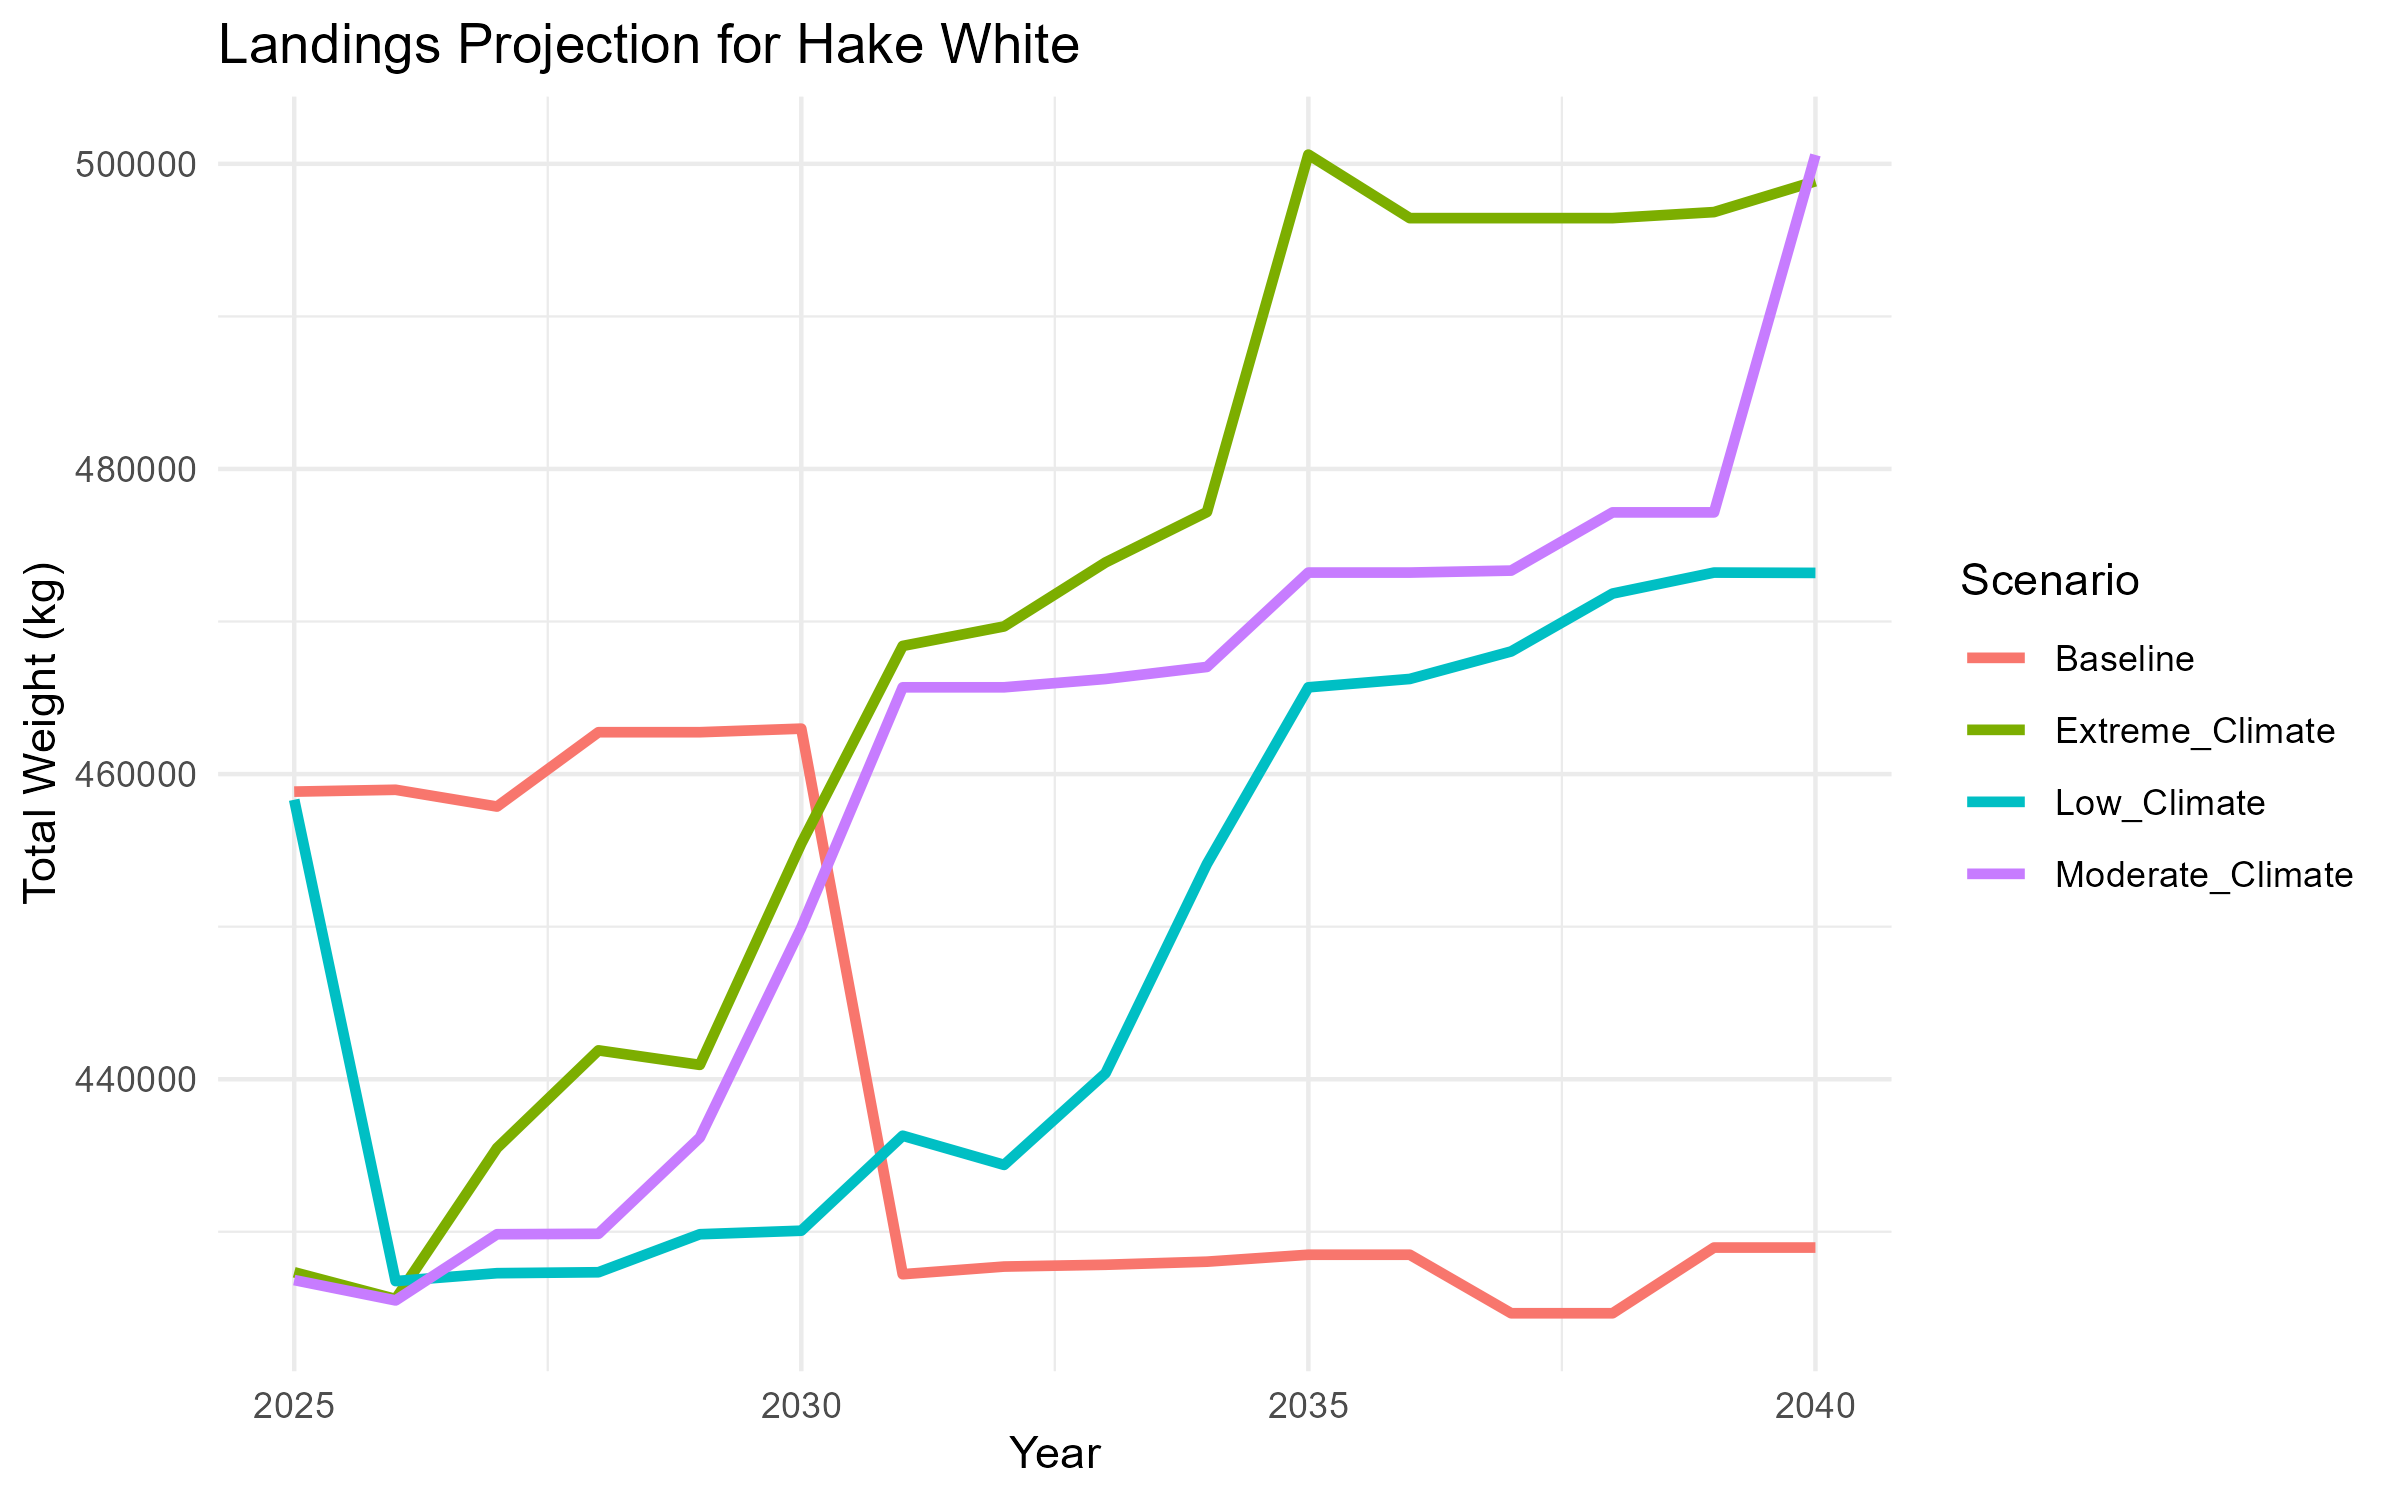 Landings Projection for Hake White
Total Weight (kg)
500000
480000
460000
440000
2025
2030
2035
2040
Year
Scenario
Baseline
Extreme_Climate
Low_Climate
Moderate_Climate